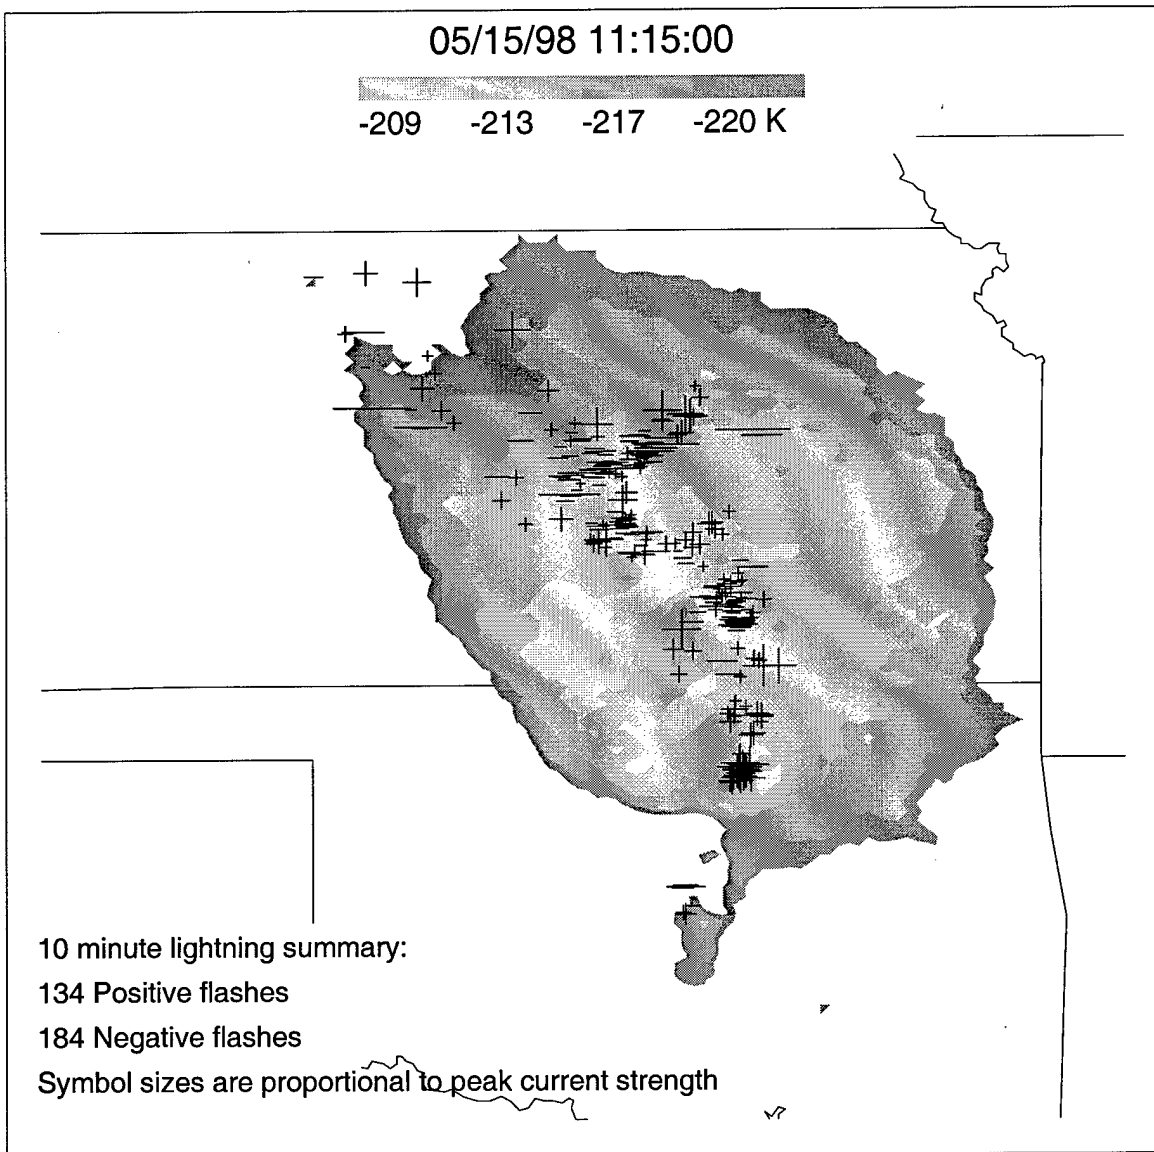 05/15/98 11:15:00
-209 -213 -217 -220 K
10 minute lightning summary:
134 Positive flashes
184 Negative flashes
Symbol sizes are proportional to peak current strength